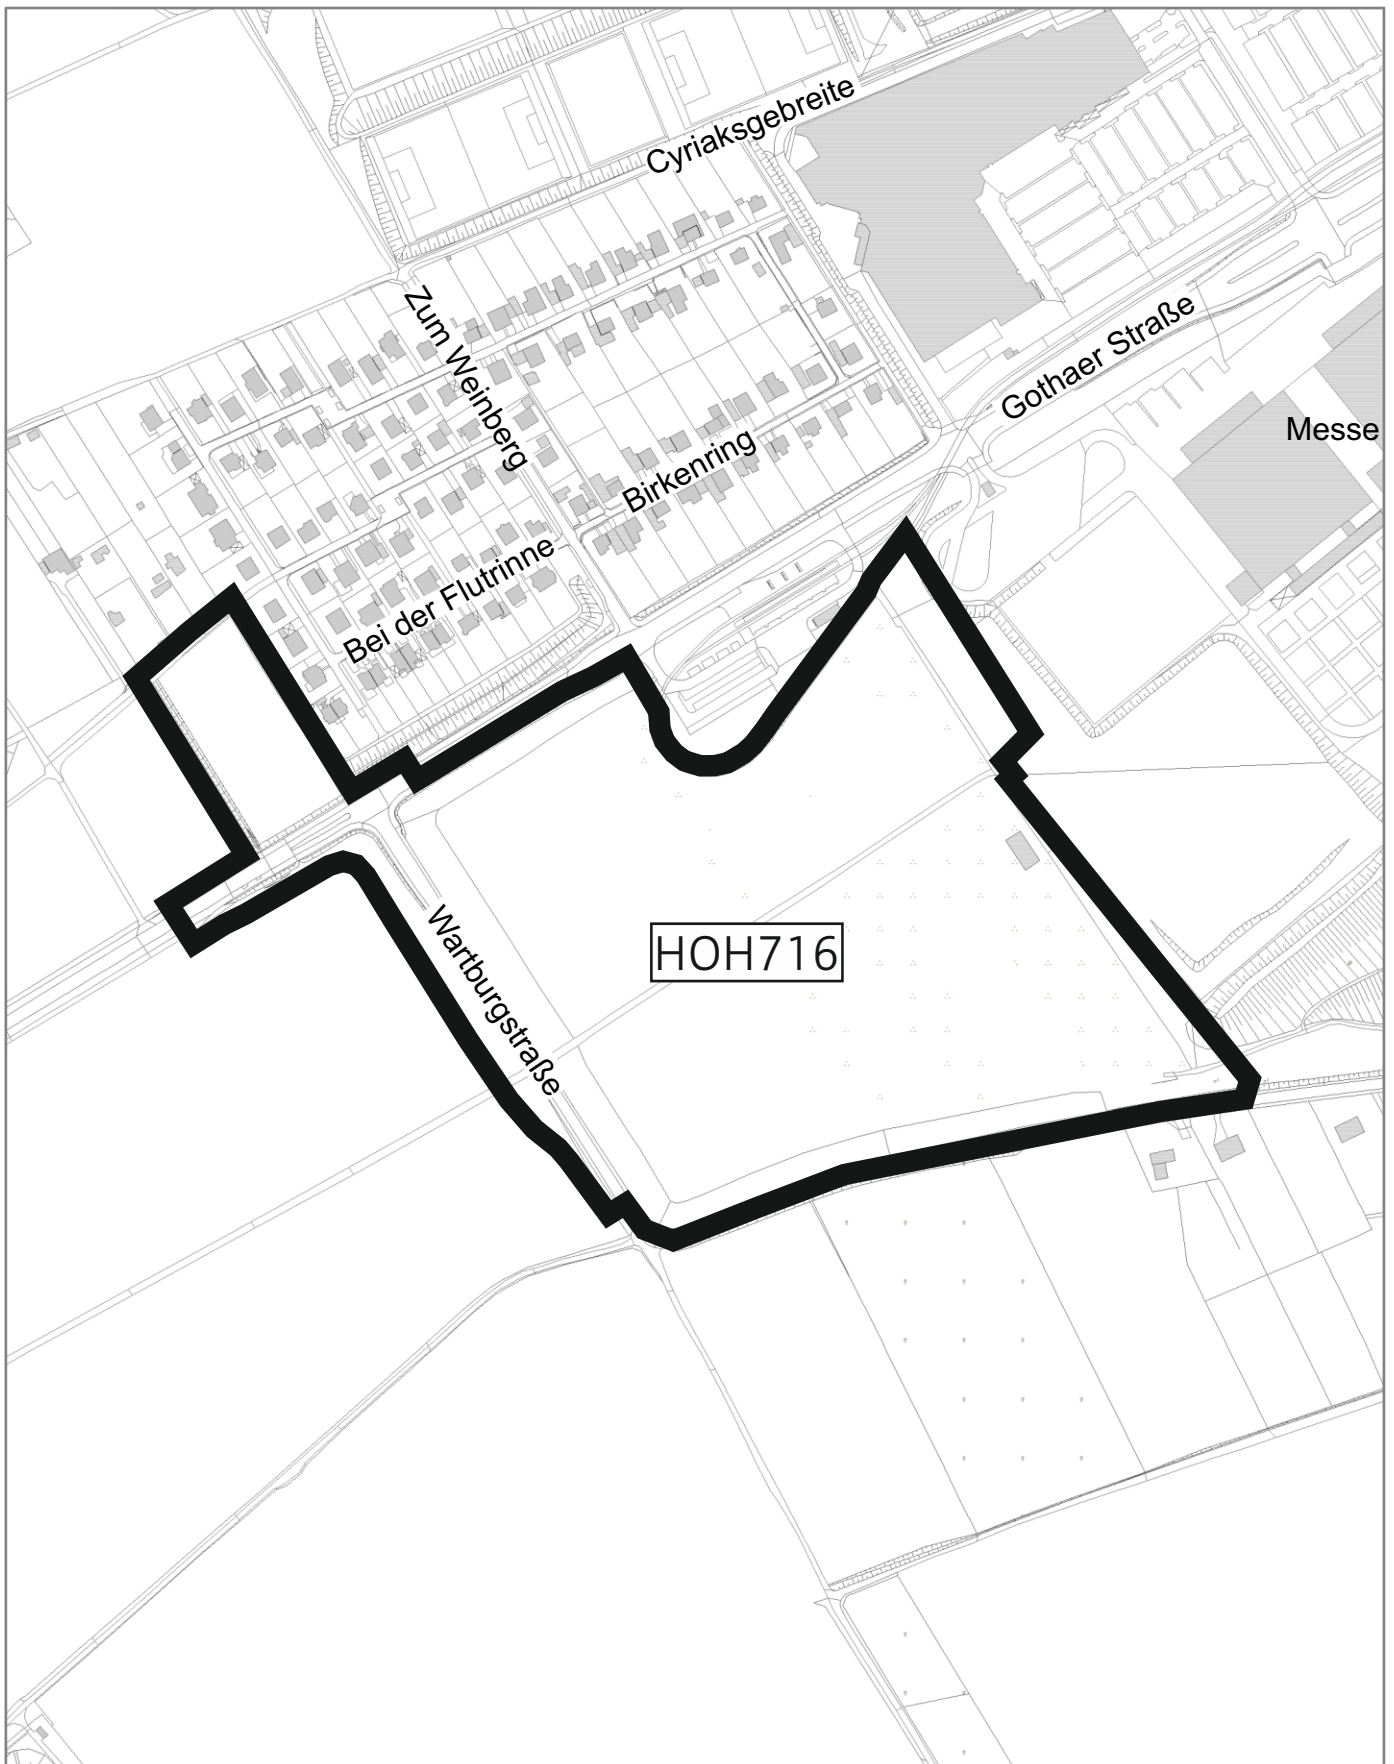 Cyriaksgebreite
Zum Weinberg
Gothaer Straße
Messe
Birkenring
Bei der Flutrinne
Wartburgstraße
HOH716